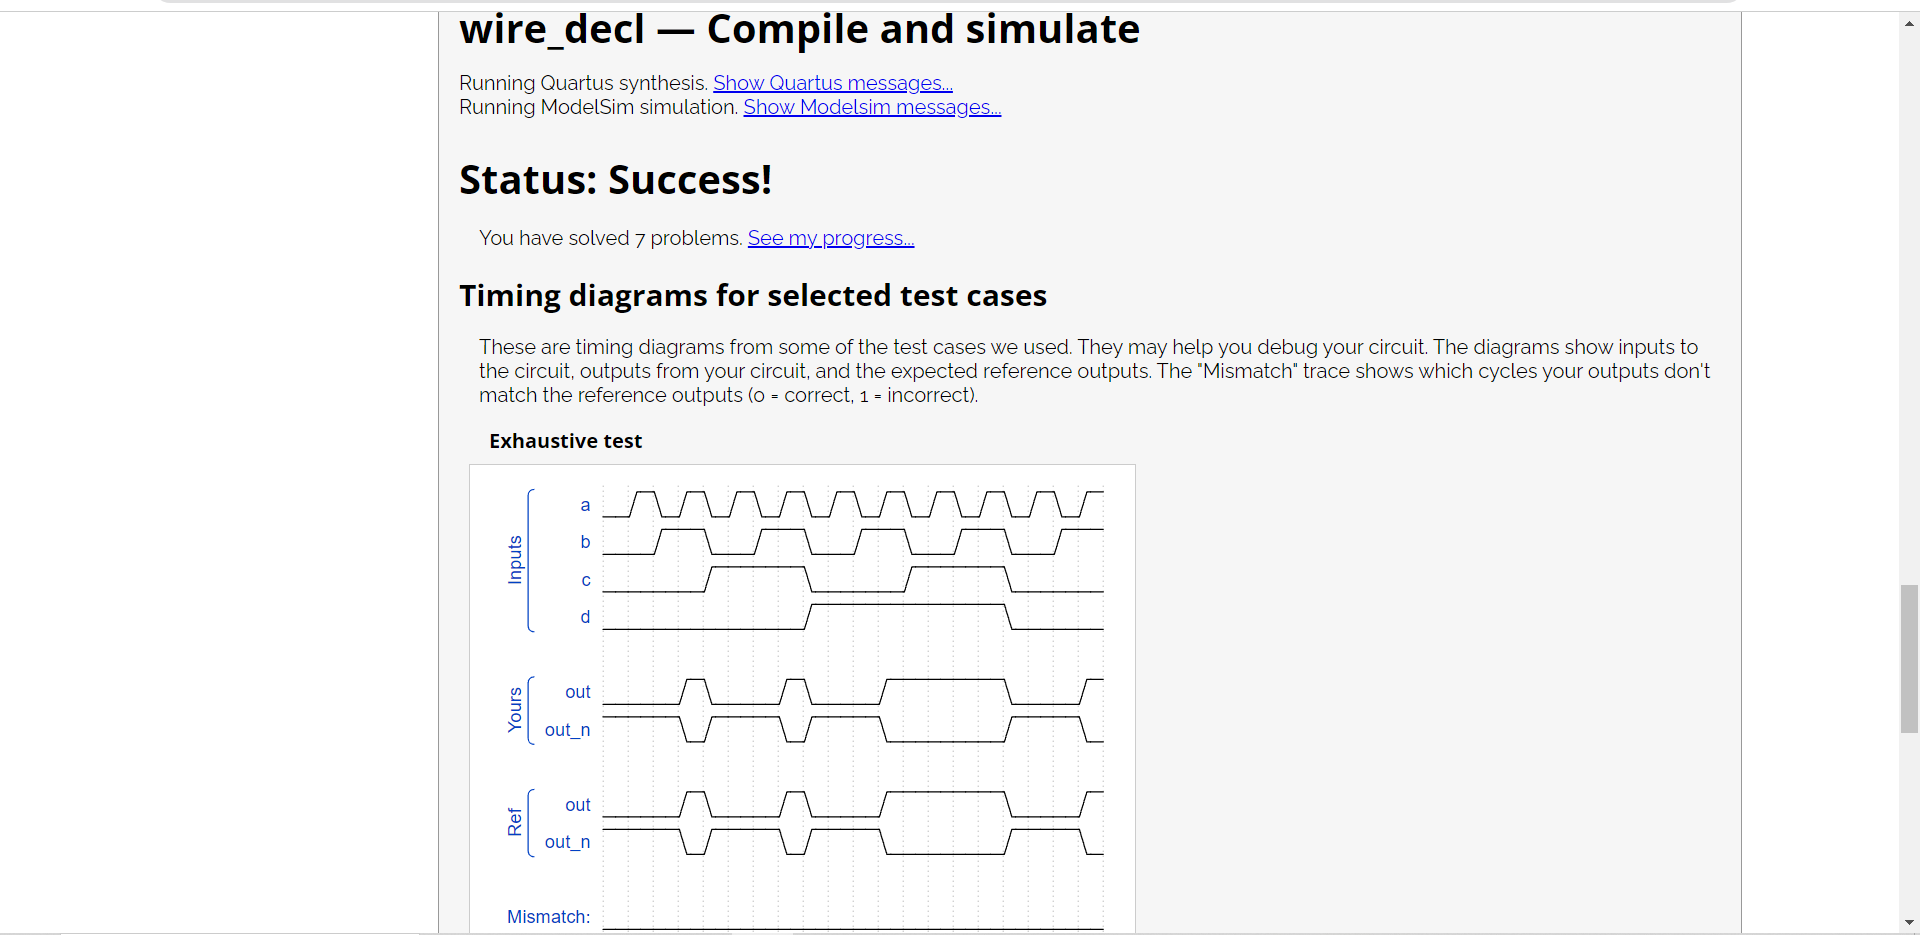 wire_decl — Compile and simulate
Running Quartus synthesis. Show Quartus messages...
Running ModelSim simulation. Show Modelsim messages...
Status: Success!
You have solved 7 problems. See my progress...
Timing diagrams for selected test cases
These are timing diagrams from some of the test cases we used. They may help you debug your circuit. The diagrams show inputs to
the circuit, outputs from your circuit, and the expected reference outputs. The "Mismatch" trace shows which cycles your outputs don't
match the reference outputs (0 = correct, 1 = incorrect).
Exhaustive test
Inputs
a
b
c
d
Yours
out
out_n
Ref
out
out_n
Mismatch: